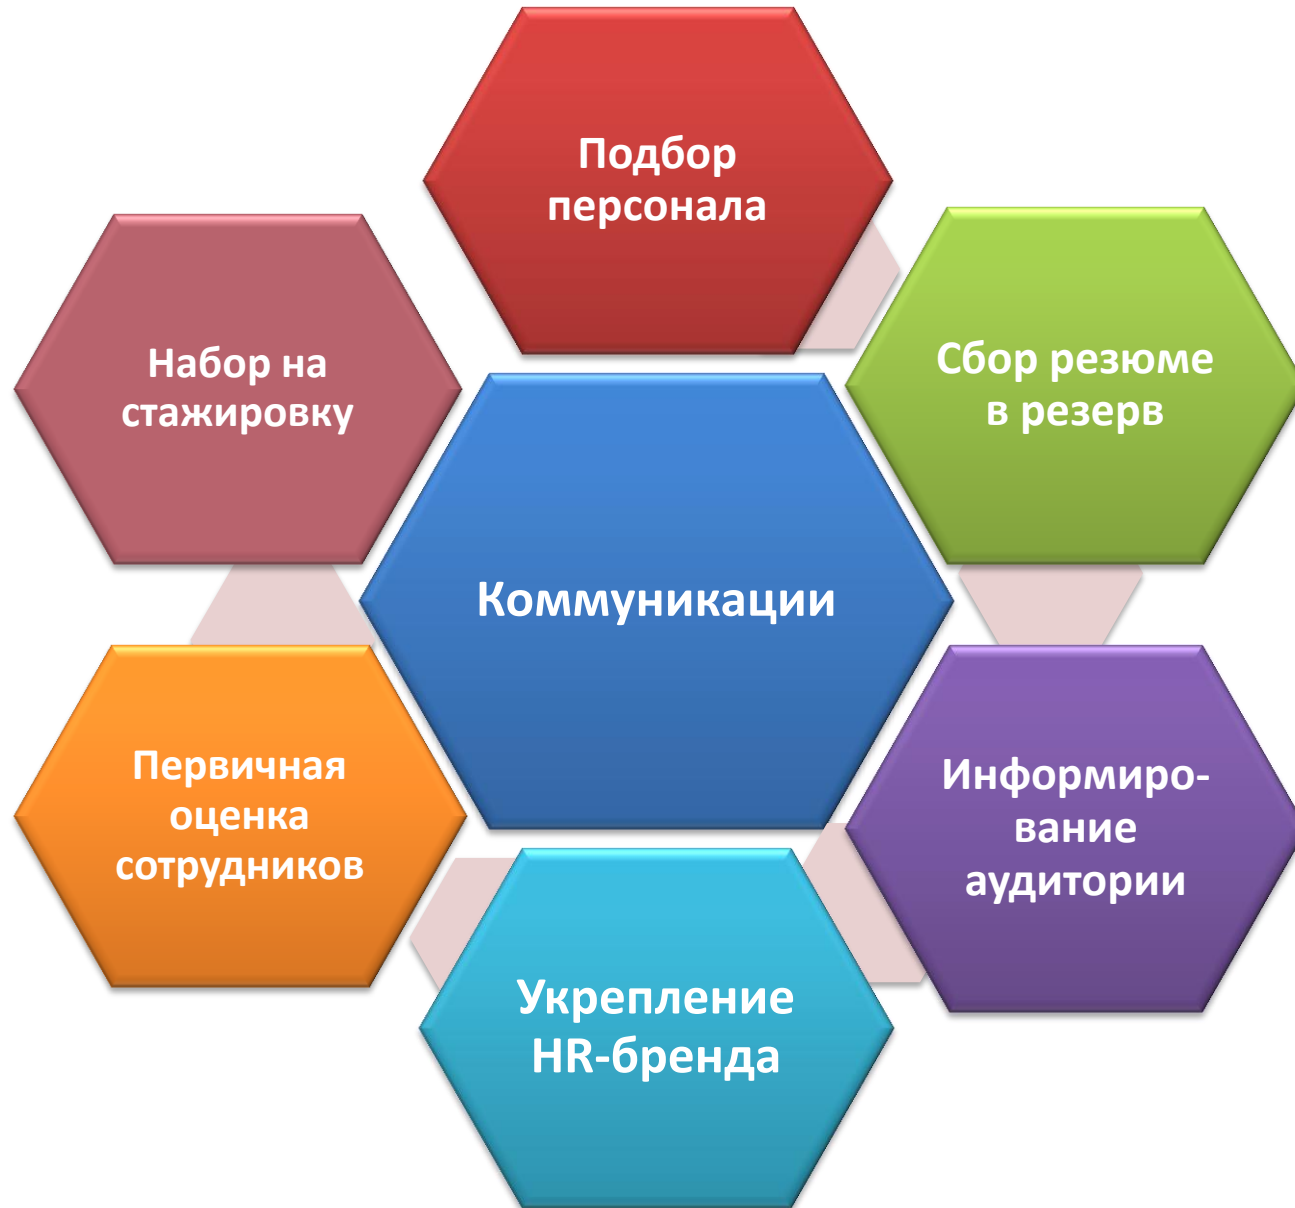 Подбор
персонала
Сбор резюме
в резерв
Набор на
стажировку
Коммуникации
Информиро-
вание
аудитории
Первичная
оценка
сотрудников
Укрепление
HR-бренда